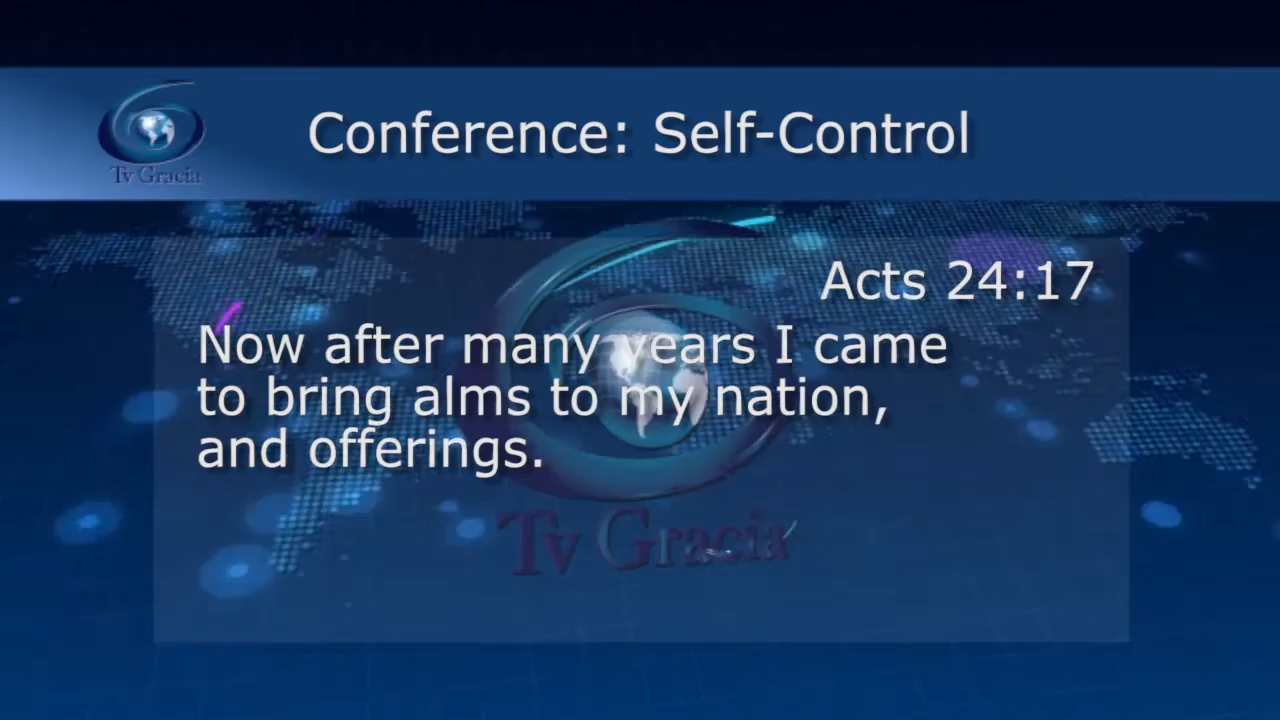 Conference: Self-Control
Tv Gracia
Acts 24:17
Now after many years I came
to bring alms to my nation,
and offerings.
Tv Gracia